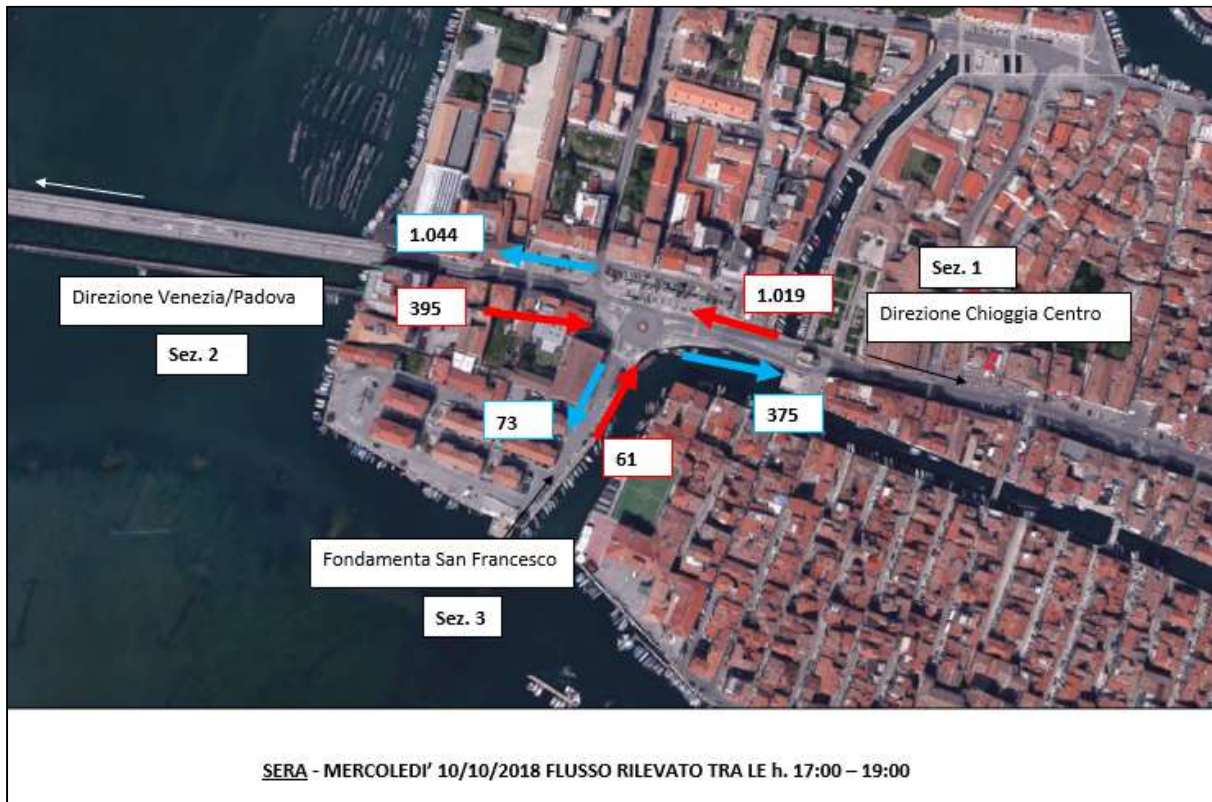 1.044
Sez. 1
Direzione Venezia/Padova
395
1.019
Direzione Chioggia Centro
Sez. 2
73
375
61
Fondamenta San Francesco
Sez. 3
SERA - MERCOLEDI’ 10/10/2018 FLUSSO RILEVATO TRA LE h. 17:00 – 19:00